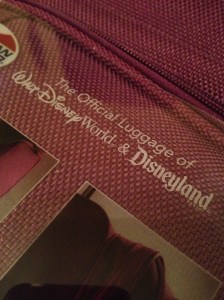 The Official Luggage of
Walt Disney World. & Disneyland.